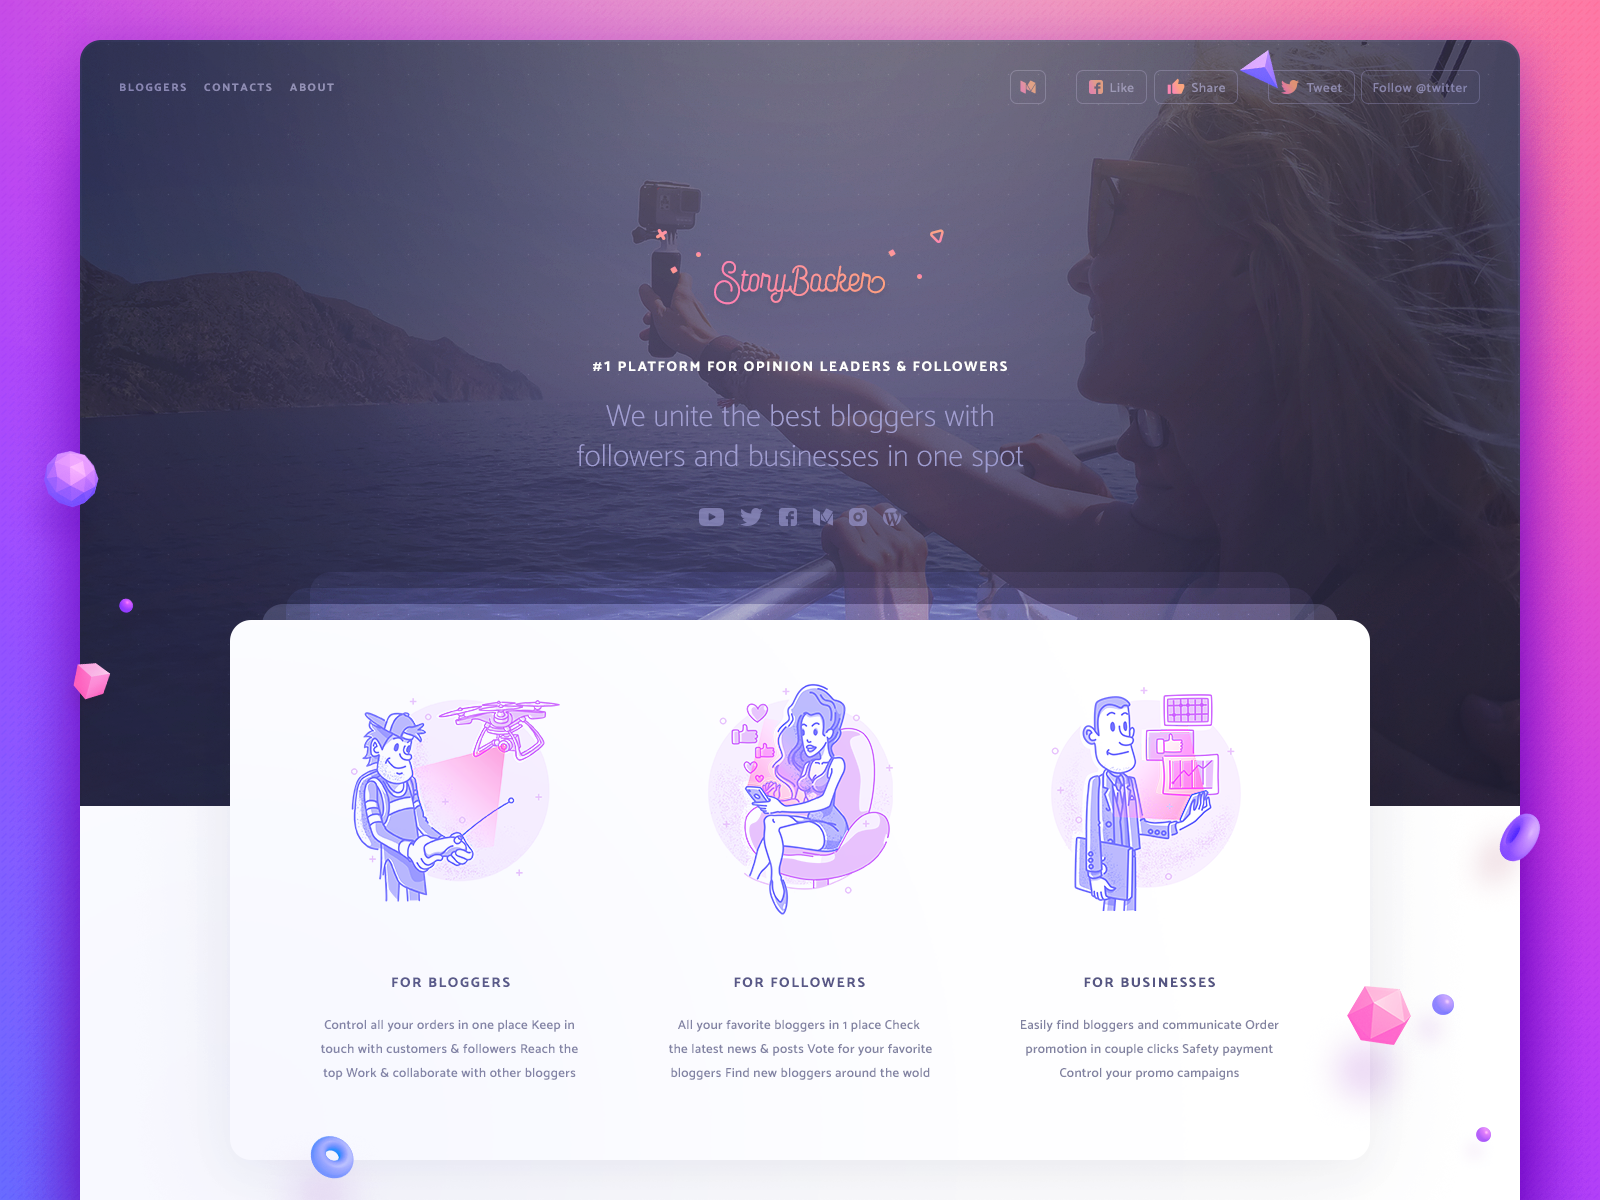 BLOGGERS CONTACTS ABOUT
Like Share Tweet Follow @twitter
StoryBacker
#1 PLATFORM FOR OPINION LEADERS & FOLLOWERS
We unite the best bloggers with
followers and businesses in one spot
FOR BLOGGERS
Control all your orders in one place Keep in
touch with customers & followers Reach the
top Work & collaborate with other bloggers
FOR FOLLOWERS
All your favorite bloggers in 1 place Check
the latest news & posts Vote for your favorite
bloggers Find new bloggers around the wold
FOR BUSINESSES
Easily find bloggers and communicate Order
promotion in couple clicks Safety payment
Control your promo campaigns